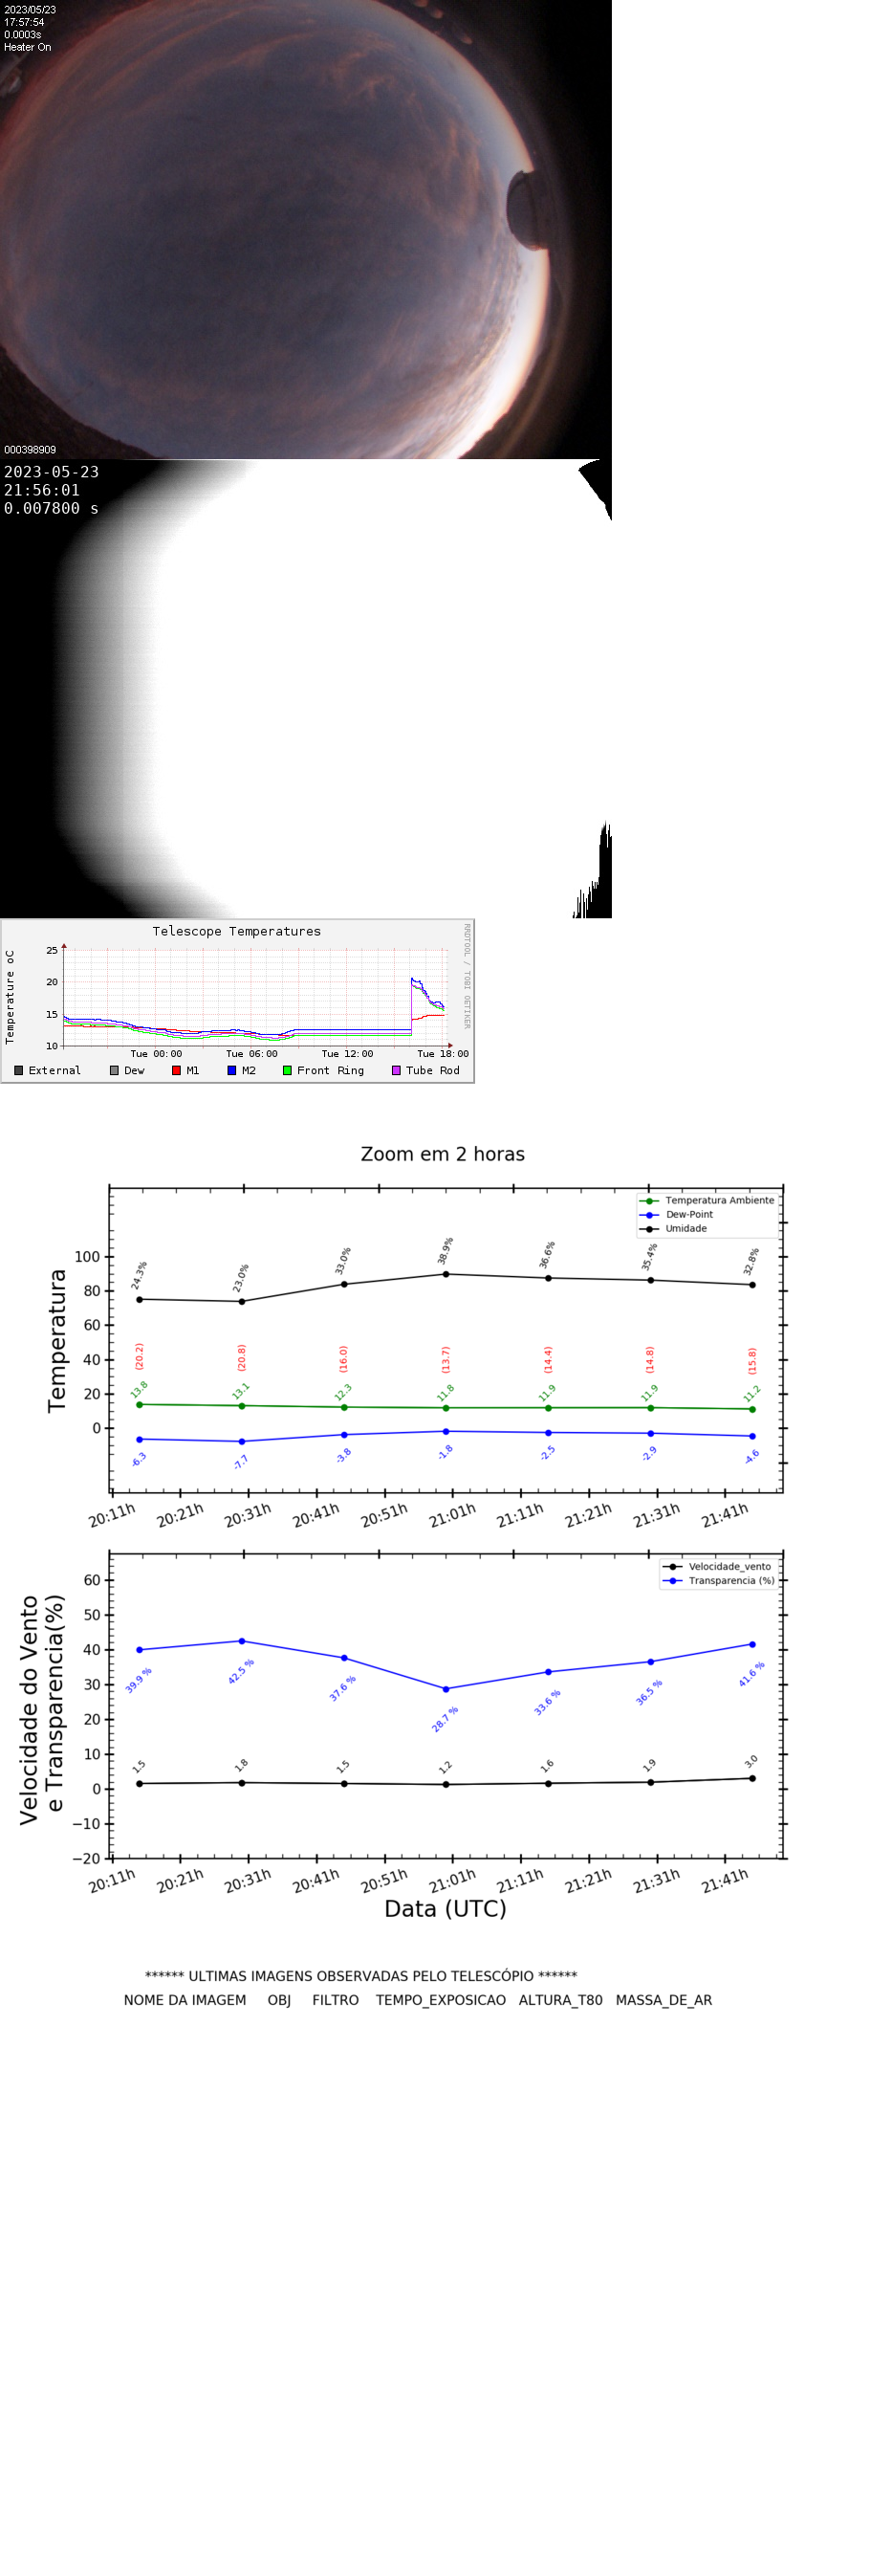 2023/05/23
17:57:54
0.0003s
Heater On
000398909
2023-05-23
21:56:01
0.007800 s
Telescope Temperatures
RRDTOOL / TOBI OETIKER
Temperature oC
25
20
15
10
Tue 00:00 Tue 06:00 Tue 12:00 Tue 18:00
External Dew M1 M2 Front Ring Tube Rod
Zoom em 2 horas
Temperatura Ambiente
Dew-Point
Umidade
Temperatura
100
80
60
40
20
0
24.3% 23.0% 33.0% 38.9% 36.6% 35.4% 32.8%
(20.2) (20.8) (16.0) (13.7) (14.4) (14.8) (15.8)
13.8 13.1 12.3 11.8 11.9 11.9 11.2
-6.3 -7.7 -3.8 -1.8 -2.5 -2.9 -4.6
20:11h 20:21h 20:31h 20:41h 20:51h 21:01h 21:11h 21:21h 21:31h 21:41h
Velocidade_vento
Transparencia (%)
Velocidade do Vento
e Transparencia(%)
60
50
40
30
20
10
0
−10
−20
39.9 % 42.5 % 37.6 % 28.7 % 33.6 % 36.5 % 41.6 %
1.5 1.8 1.5 1.2 1.6 1.9 3.0
20:11h 20:21h 20:31h 20:41h 20:51h 21:01h 21:11h 21:21h 21:31h 21:41h
Data (UTC)
****** ULTIMAS IMAGENS OBSERVADAS PELO TELESCÓPIO ******
NOME DA IMAGEM OBJ FILTRO TEMPO_EXPOSICAO ALTURA_T80 MASSA_DE_AR